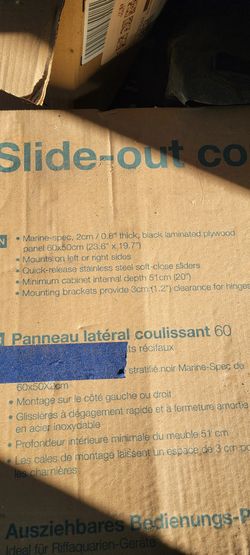 Slide-out co
• Marine-spec, 2cm / 0.8" thick, black laminated plywood
panel 60x50cm (23.6" x 19.7")
• Mounts on left or right sides
• Quick-release stainless steel soft-close sliders
• Minimum cabinet internal depth 51cm (20")
• Mounting brackets provide 3cm (1.2") clearance for hinges
Panneau latéral coulissant 60
ts récifaux
stratifié noir Marine-Spec de
60x50x2cm
• Montage sur le côté gauche ou droit
• Glissières à dégagement rapide et à fermeture amortie
en acier inoxydable
• Profondeur intérieure minimale du meuble 51 cm
• Les cales de montage laissent un espace de 3 cm po
les charnières
Ausziehbares Bedienungs-P
Ideal für Riffaquarien-Geräte